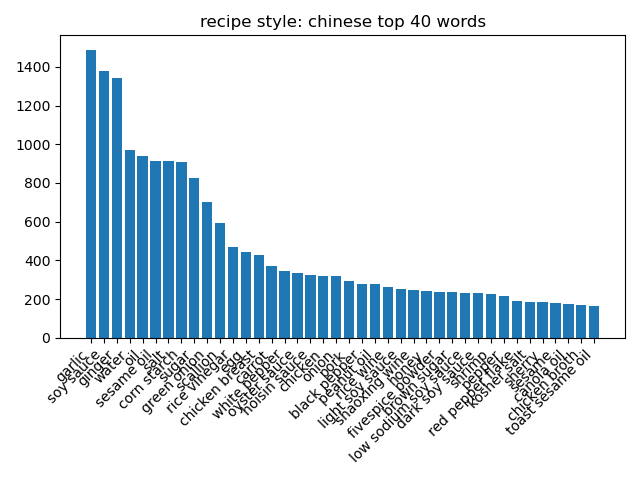 recipe style: chinese top 40 words
1400
1200
1000
800
600
400
200
0
garlic
soy sauce
ginger
water
oil
sesame oil
salt
corn starch
sugar
green onion
scallion
rice vinegar
egg
chicken breast
carrot
white pepper
oyster sauce
hoisin sauce
chicken
onion
pork
black pepper
peanut oil
rice wine
light soy sauce
shaoxing wine
honey
fivespice powder
brown sugar
low sodium soy sauce
dark soy sauce
shrimp
pepper
red pepper flake
kosher salt
sherry
celery
canola oil
chicken broth
toast sesame oil